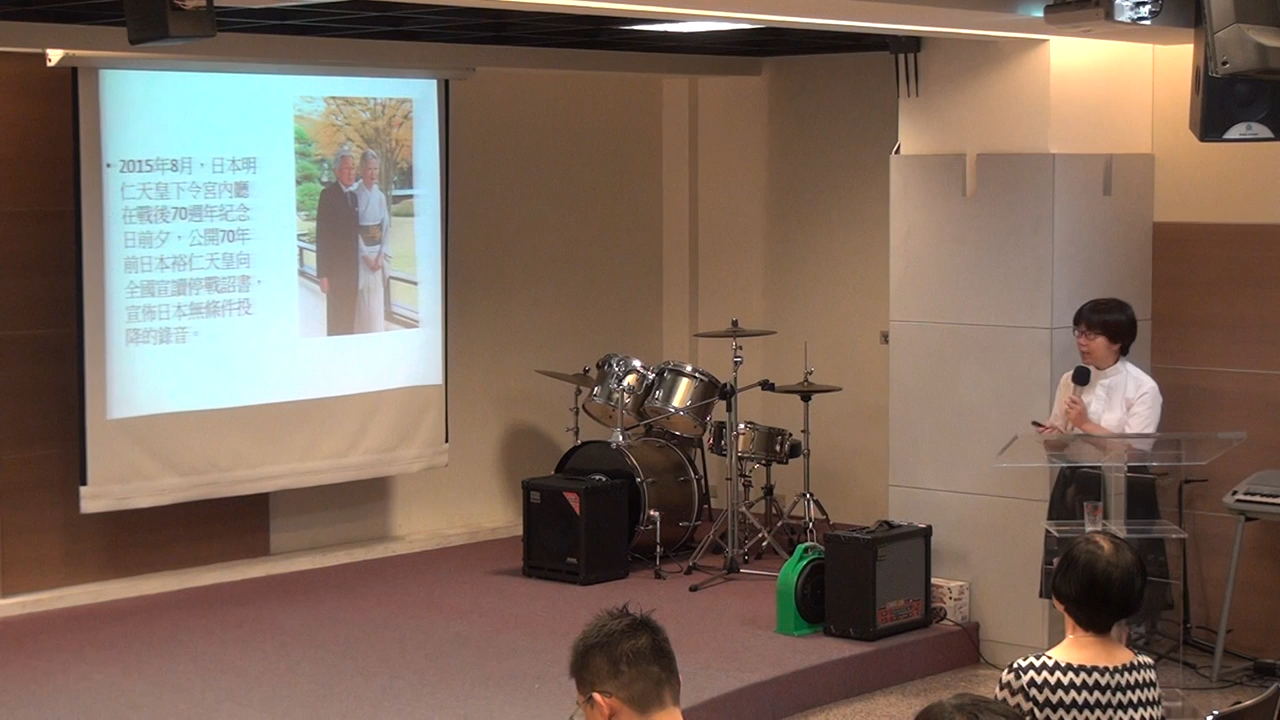 • 2015年8月，日本明
仁天皇下令宮內廳
在戰後70週年紀念
日前夕，公開70年
前日本裕仁天皇向
全國宣讀停戰詔書，
宣佈日本無條件投
降的錄音。